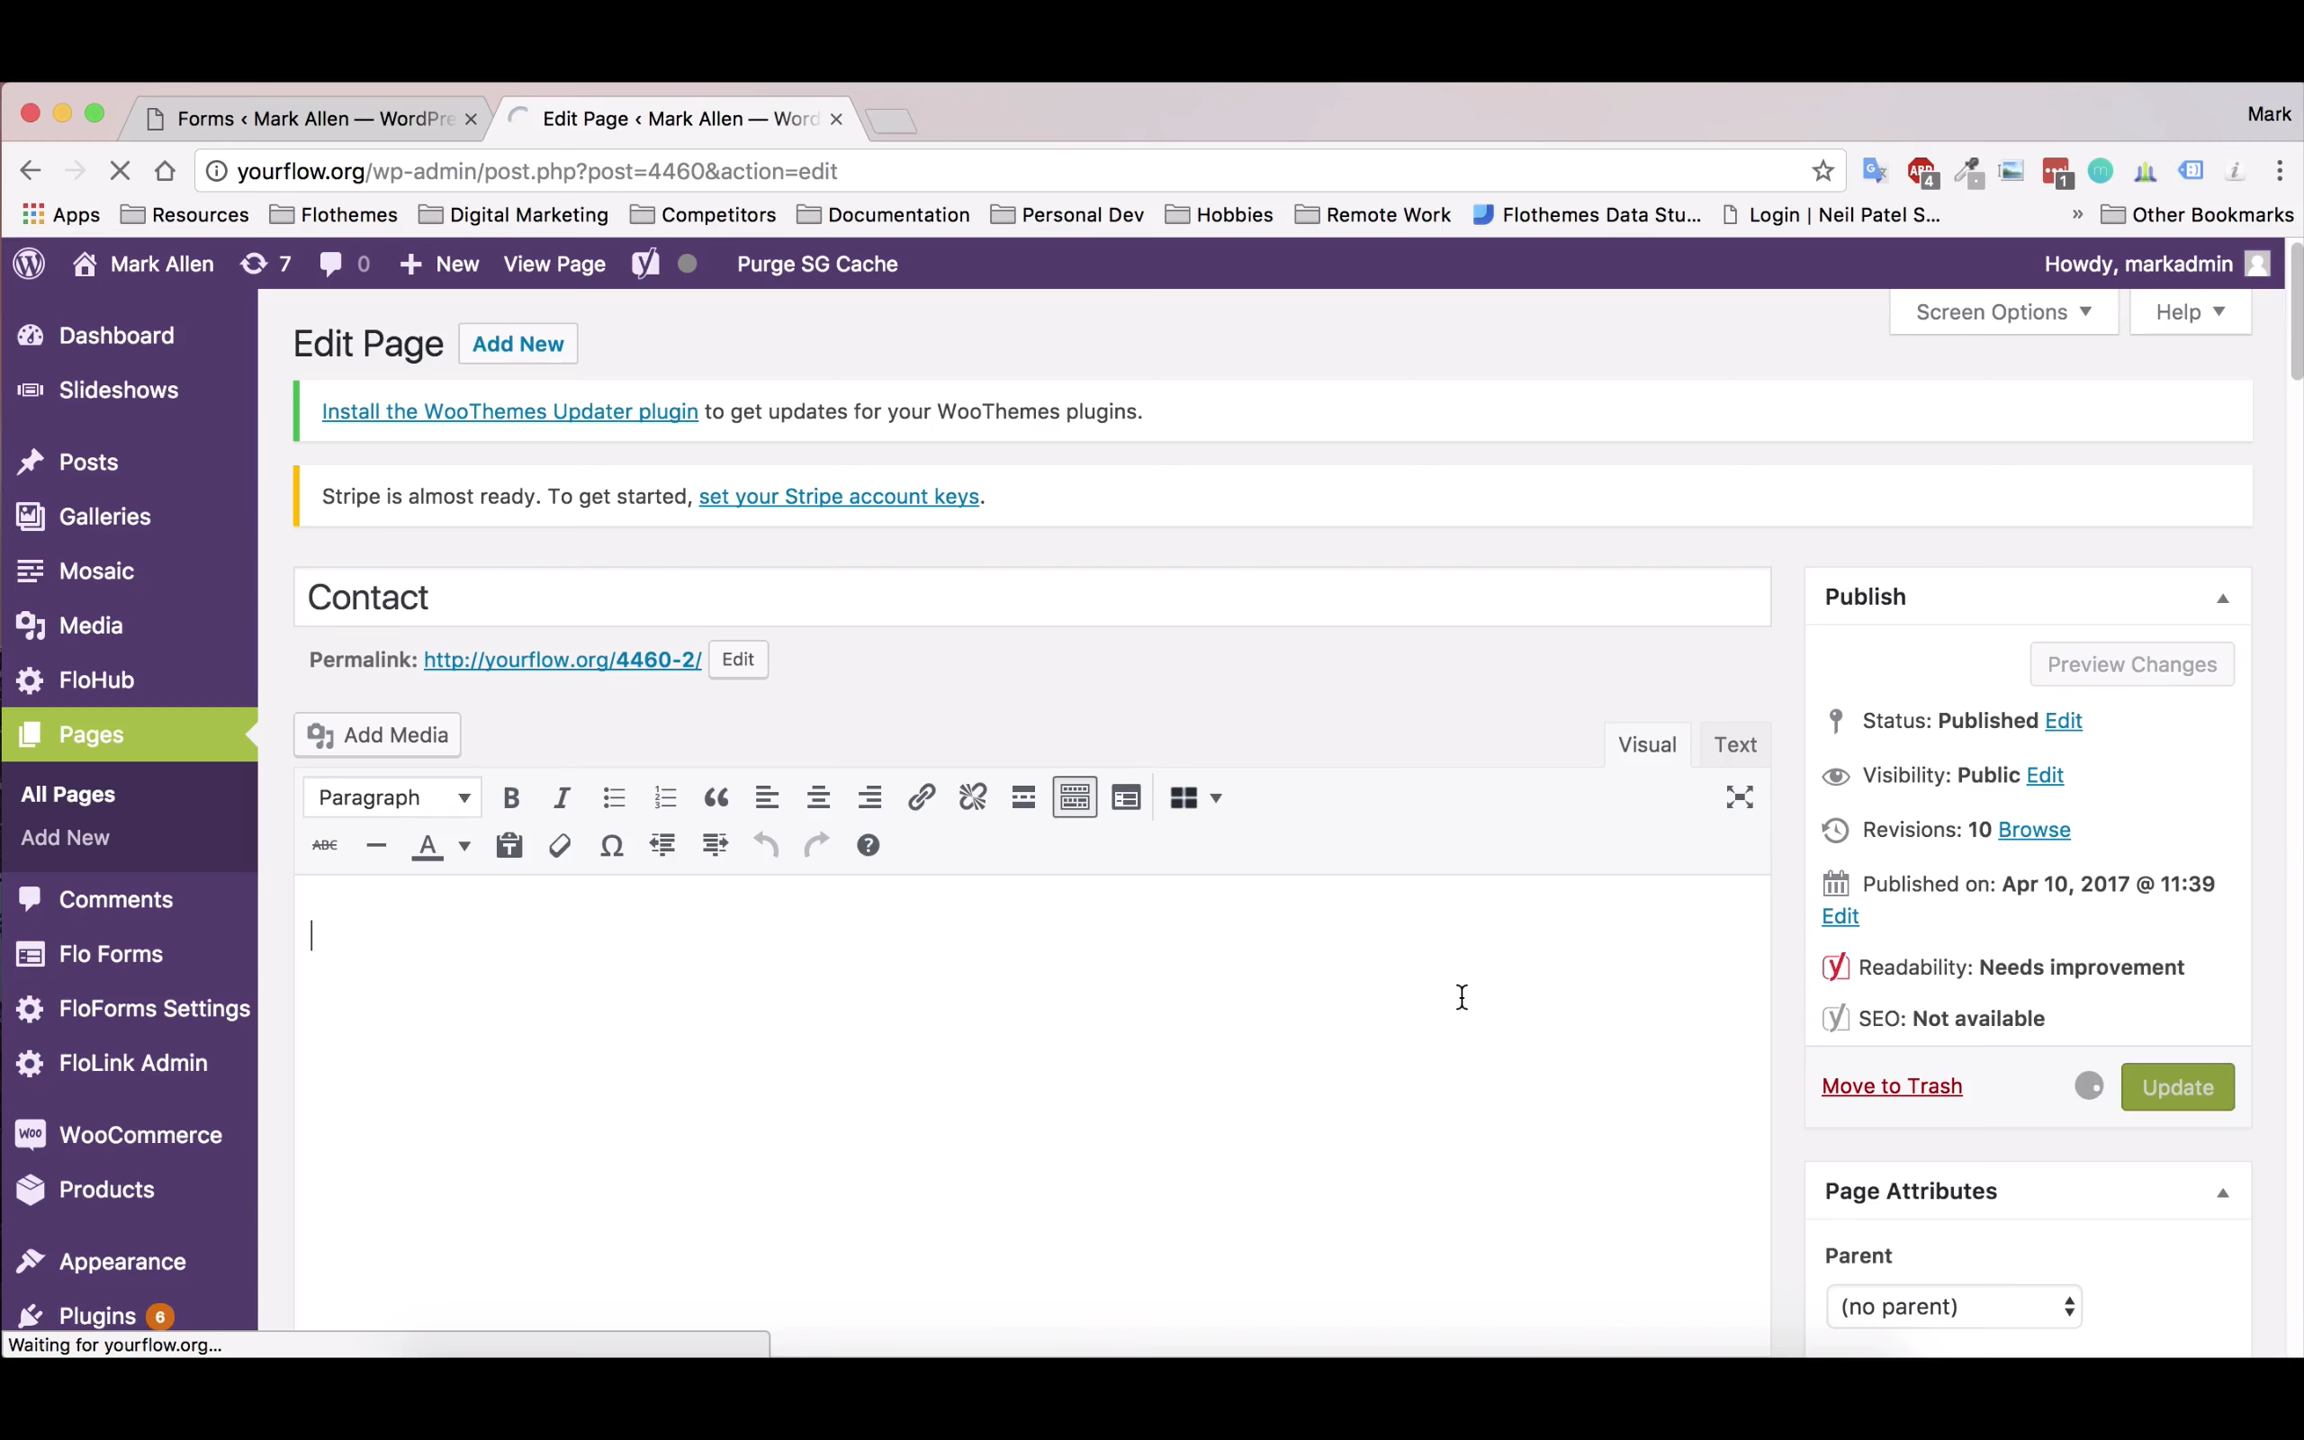 Forms ‹ Mark Allen — WordPre
Edit Page ‹ Mark Allen — Word
Mark
yourflow.org/wp-admin/post.php?post=4460&action=edit
ABP
4
1
m
Apps
Resources
Flothemes
Digital Marketing
Competitors
Documentation
Personal Dev
Hobbies
Remote Work
Flothemes Data Stu...
Login | Neil Patel S...
»
Other Bookmarks
Mark Allen
7
0
New
View Page
Purge SG Cache
Howdy, markadmin
Dashboard
Slideshows
Posts
Galleries
Mosaic
Media
FloHub
Pages
All Pages
Add New
Comments
Flo Forms
FloForms Settings
FloLink Admin
WooCommerce
Products
Appearance
Plugins 6
Waiting for yourflow.org...
Screen Options
Help
Edit Page
Add New
Install the WooThemes Updater plugin to get updates for your WooThemes plugins.
Stripe is almost ready. To get started, set your Stripe account keys.
Contact
Permalink: http://yourflow.org/4460-2/ Edit
Add Media
Visual
Text
Paragraph
ABC
Publish
Preview Changes
Status: Published Edit
Visibility: Public Edit
Revisions: 10 Browse
Published on: Apr 10, 2017 @ 11:39
Edit
Readability: Needs improvement
SEO: Not available
Move to Trash
Update
Page Attributes
Parent
(no parent)